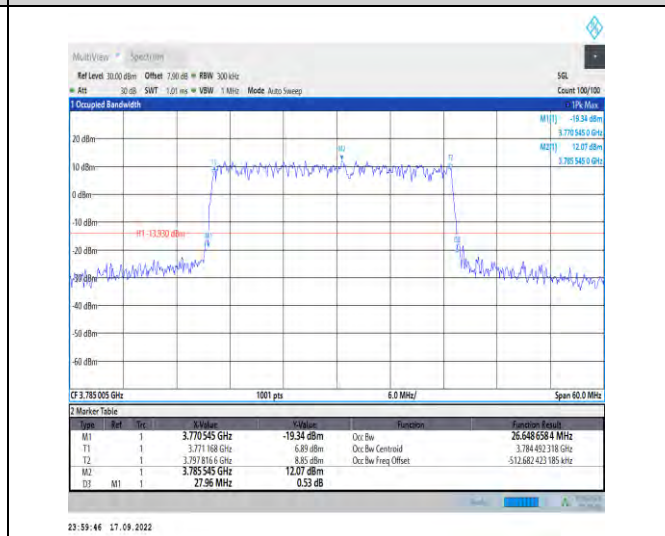 MultiView Spectrum
Ref Level 30.00 dBm Offset 7.90 dB RBW 300 kHz SGL
Att 30 dB SWT 1.01 ms VBW 1 MHz Mode Auto Sweep Count 100/100
1 Occupied Bandwidth 1Pk Max
M1[1] -19.34 dBm
3.770 545 0 GHz
M2[1] 12.07 dBm
3.785 545 0 GHz
20 dBm
10 dBm
0 dBm
-10 dBm
H1 -13.930 dBm
-20 dBm
-30 dBm
-40 dBm
-50 dBm
-60 dBm
M2
T2
CF 3.785 005 GHz 1001 pts 6.0 MHz/ Span 60.0 MHz
2 Marker Table
Type Ref Trc X-Value Y-Value Function Function Result
M1 1 3.770 545 GHz -19.34 dBm Occ Bw 26.648 658 4 MHz
T1 1 3.771 168 GHz 6.89 dBm Occ Bw Centroid 3.784 492 318 GHz
T2 1 3.797 816 6 GHz 8.85 dBm Occ Bw Freq Offset -512.682 423 185 kHz
M2 1 3.785 545 GHz 12.07 dBm
D3 M1 1 27.96 MHz 0.53 dB
23:59:46 17.09.2022